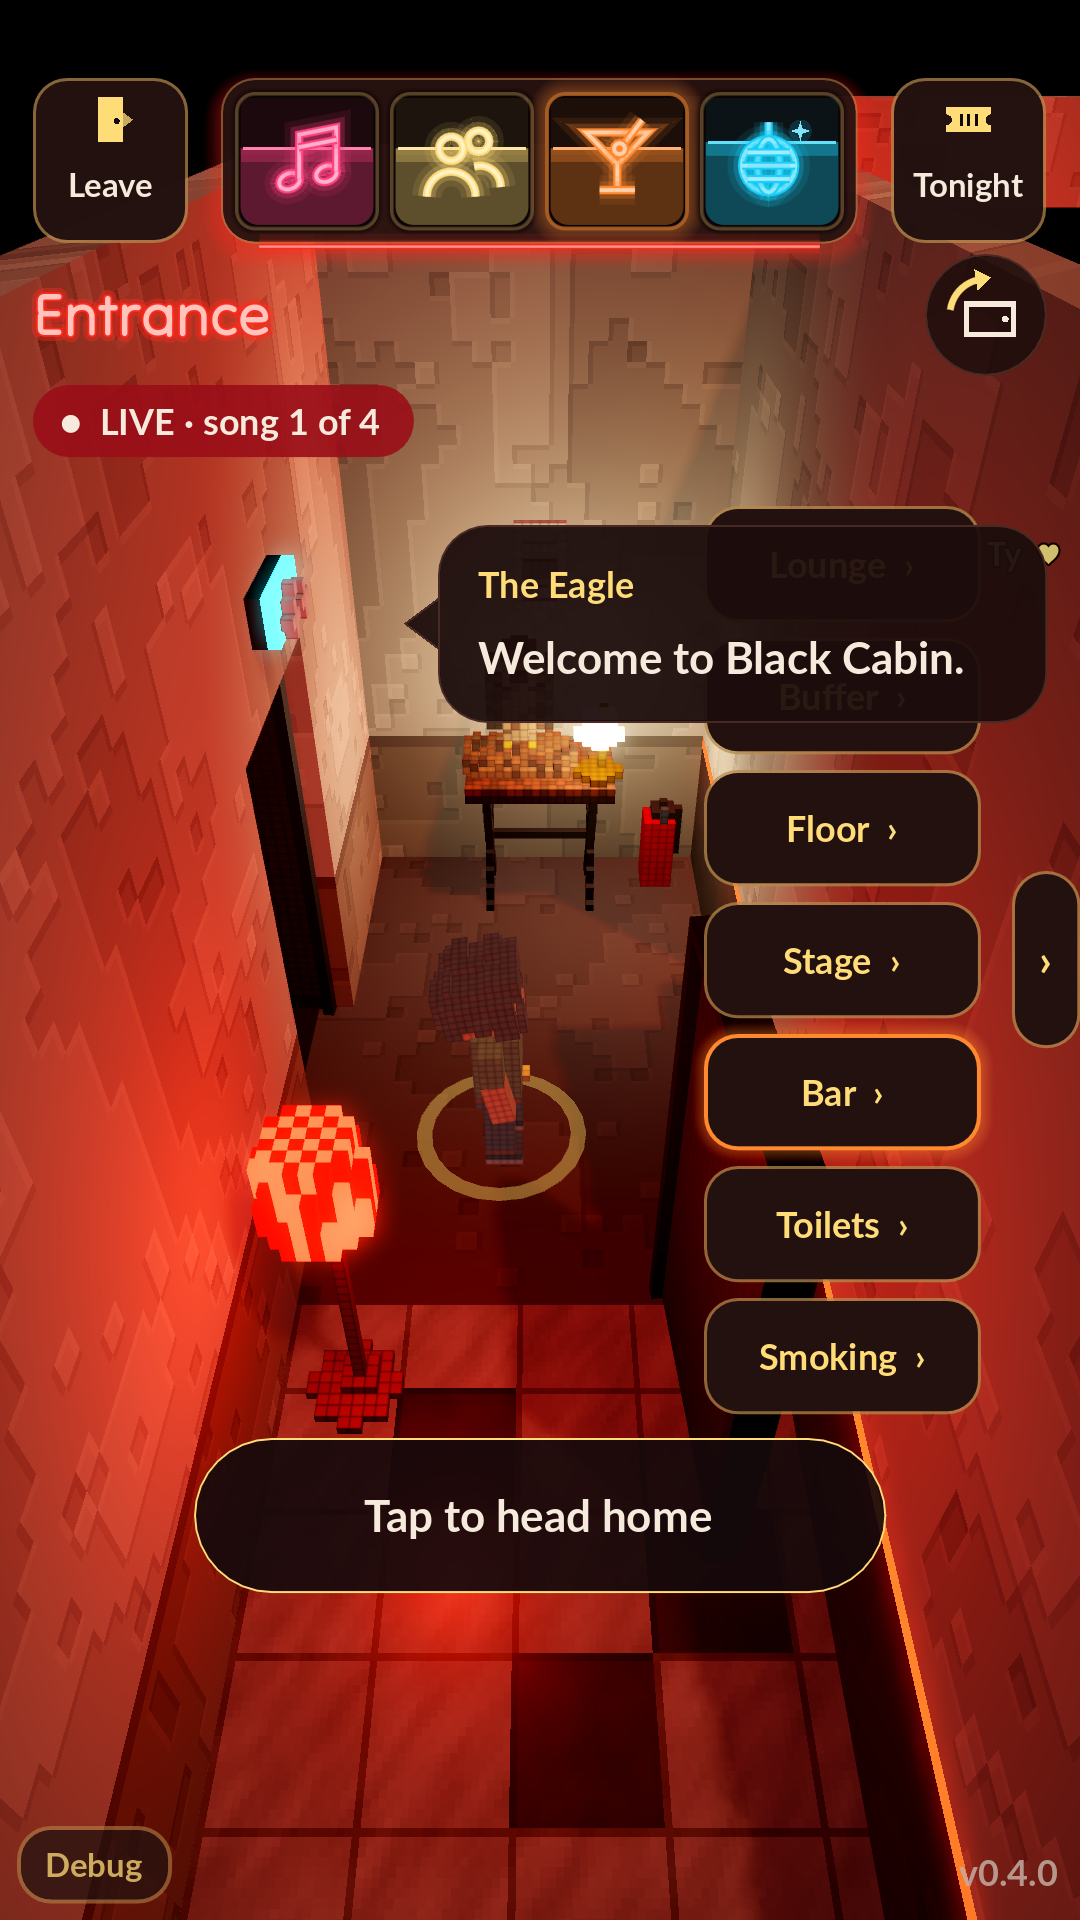 Leave
Tonight
Entrance
LIVE · song 1 of 4
Lounge ›
Ty
The Eagle
Welcome to Black Cabin.
Buffer ›
Floor ›
Stage ›
›
Bar ›
Toilets ›
Smoking ›
Tap to head home
Debug
v0.4.0